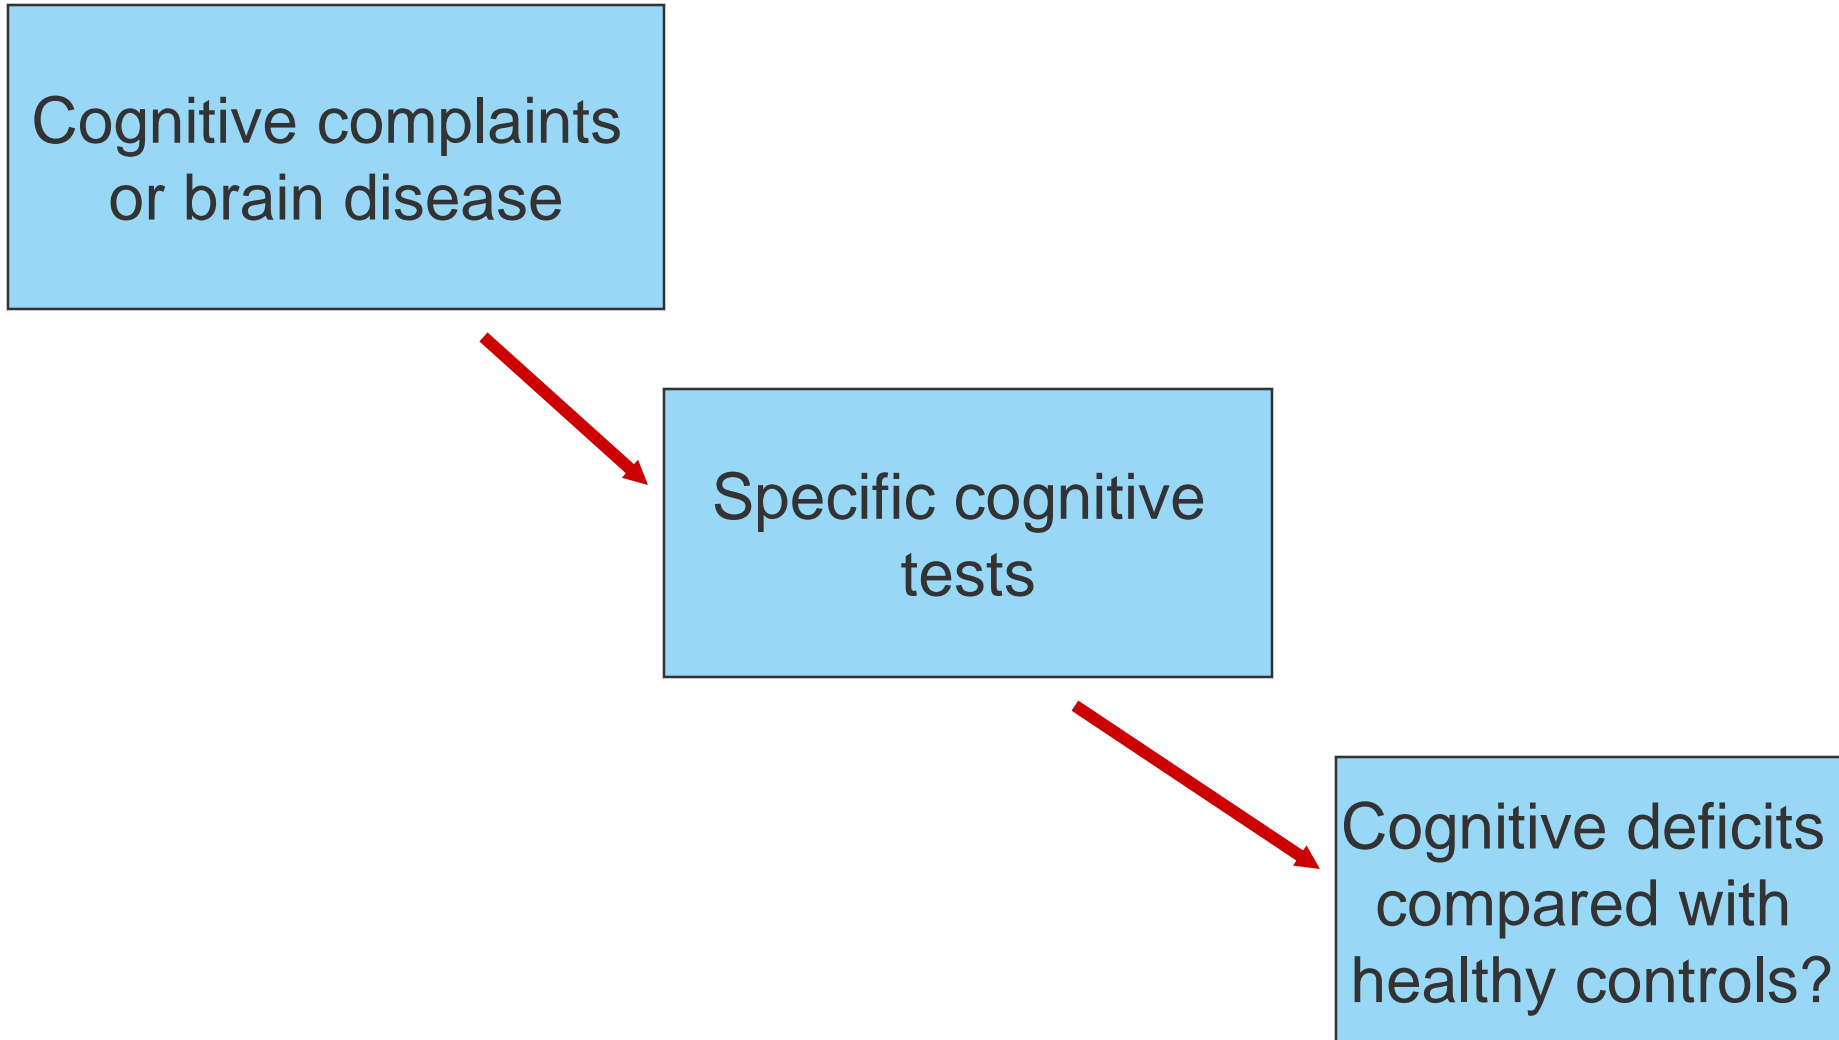 Cognitive complaints
or brain disease
Specific cognitive
tests
Cognitive deficits
compared with
healthy controls?